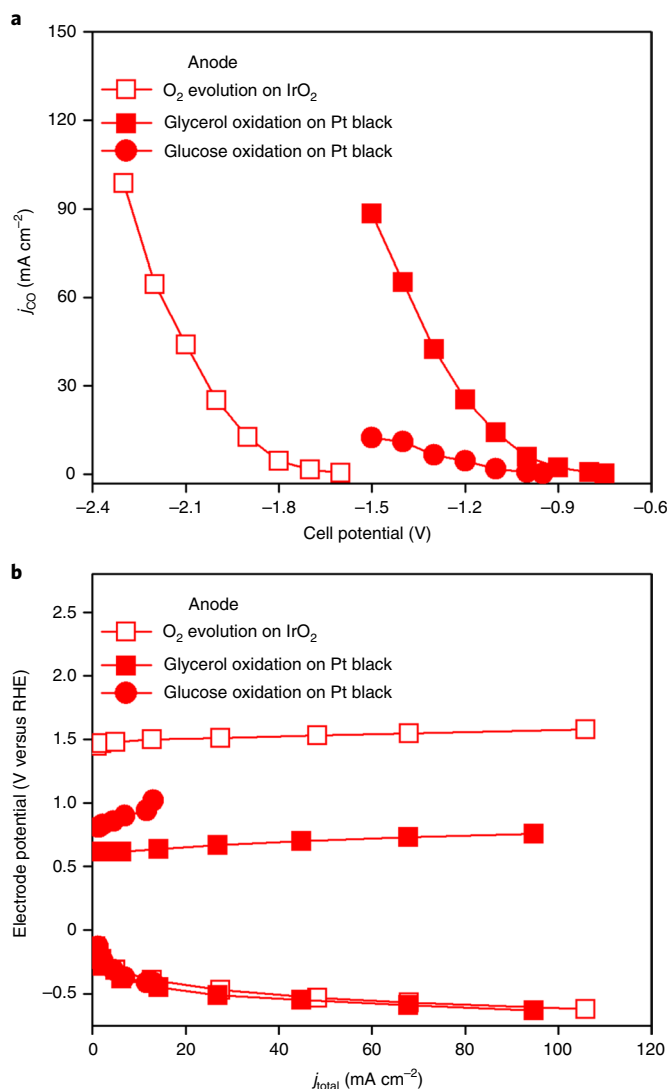 a
150
120
90
60
30
0
j_CO (mA cm⁻²)
Anode
O₂ evolution on IrO₂
Glycerol oxidation on Pt black
Glucose oxidation on Pt black
−2.4 −2.1 −1.8 −1.5 −1.2 −0.9 −0.6
Cell potential (V)
b
2.5
2.0
1.5
1.0
0.5
0
−0.5
Electrode potential (V versus RHE)
Anode
O₂ evolution on IrO₂
Glycerol oxidation on Pt black
Glucose oxidation on Pt black
0 20 40 60 80 100 120
j_total (mA cm⁻²)